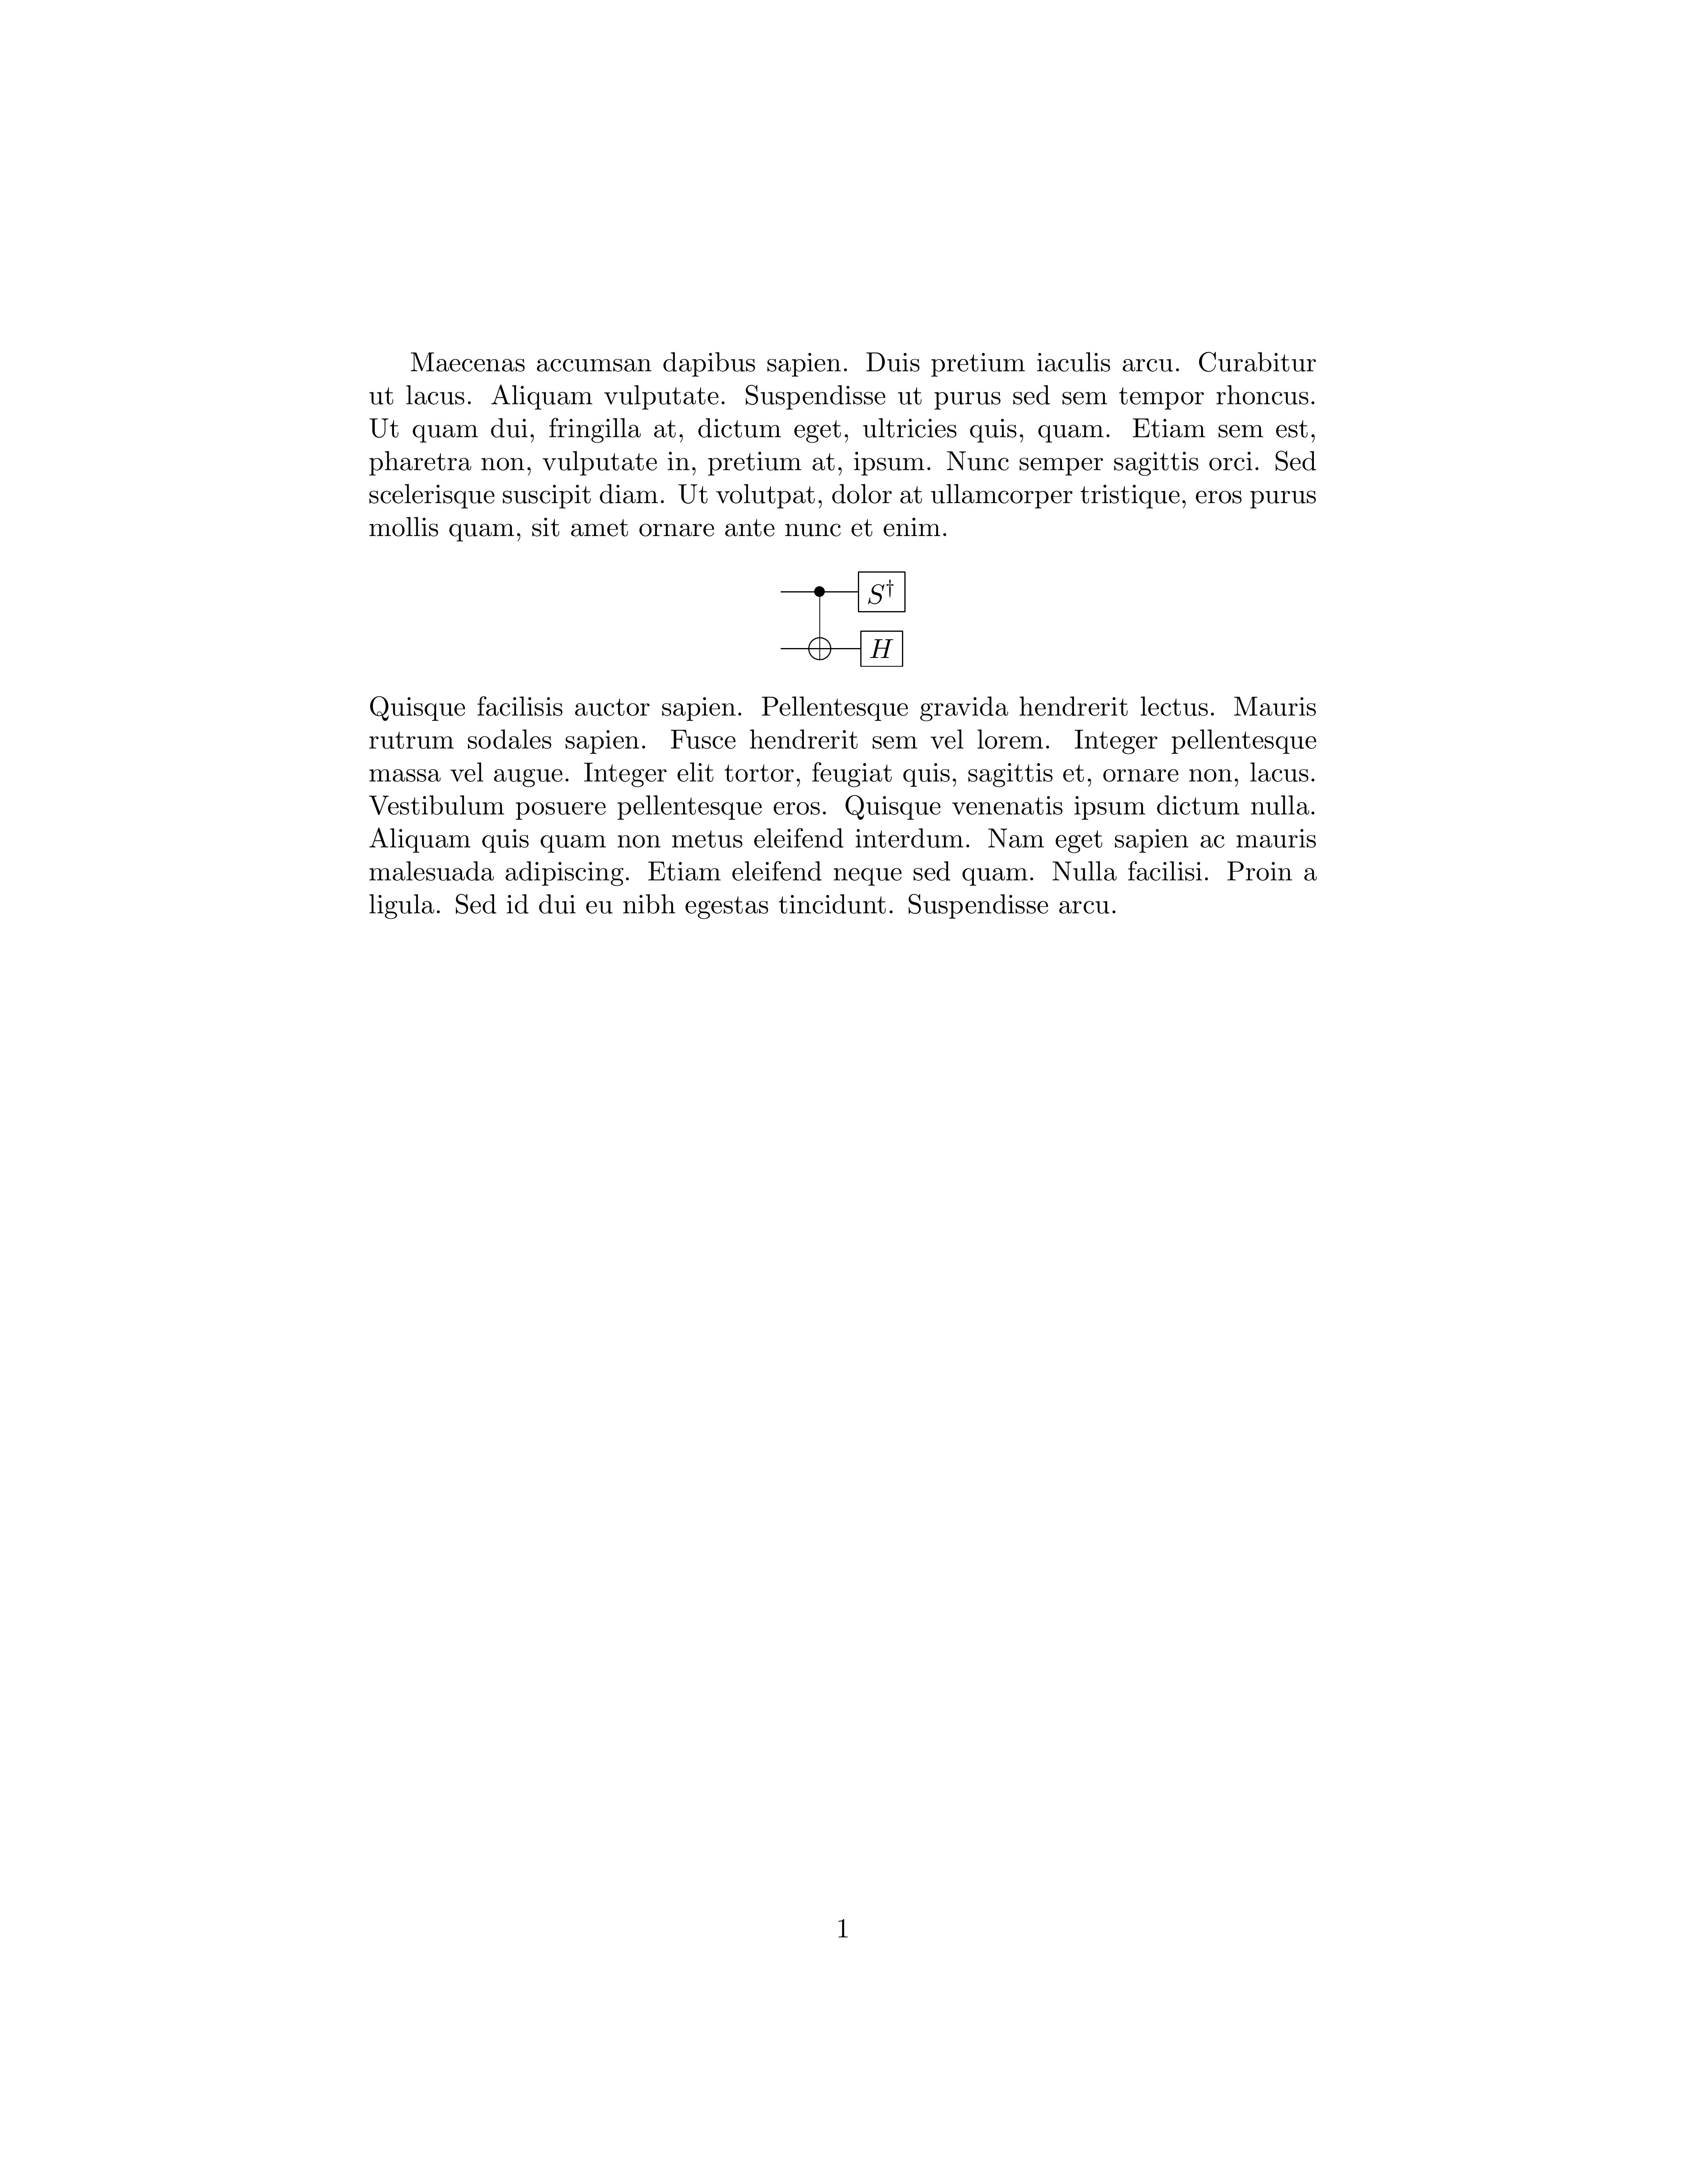 Maecenas accumsan dapibus sapien. Duis pretium iaculis arcu. Curabitur
ut lacus. Aliquam vulputate. Suspendisse ut purus sed sem tempor rhoncus.
Ut quam dui, fringilla at, dictum eget, ultricies quis, quam. Etiam sem est,
pharetra non, vulputate in, pretium at, ipsum. Nunc semper sagittis orci. Sed
scelerisque suscipit diam. Ut volutpat, dolor at ullamcorper tristique, eros purus
mollis quam, sit amet ornare ante nunc et enim.
S†
H
Quisque facilisis auctor sapien. Pellentesque gravida hendrerit lectus. Mauris
rutrum sodales sapien. Fusce hendrerit sem vel lorem. Integer pellentesque
massa vel augue. Integer elit tortor, feugiat quis, sagittis et, ornare non, lacus.
Vestibulum posuere pellentesque eros. Quisque venenatis ipsum dictum nulla.
Aliquam quis quam non metus eleifend interdum. Nam eget sapien ac mauris
malesuada adipiscing. Etiam eleifend neque sed quam. Nulla facilisi. Proin a
ligula. Sed id dui eu nibh egestas tincidunt. Suspendisse arcu.
1